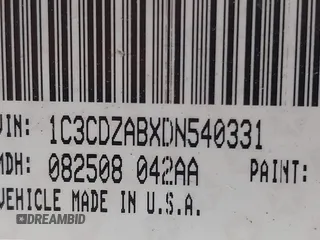 VIN: 1C3CDZABXDN540331
MDH: 082508 042AA PAINT:
VEHICLE MADE IN U.S.A.
DREAMBID